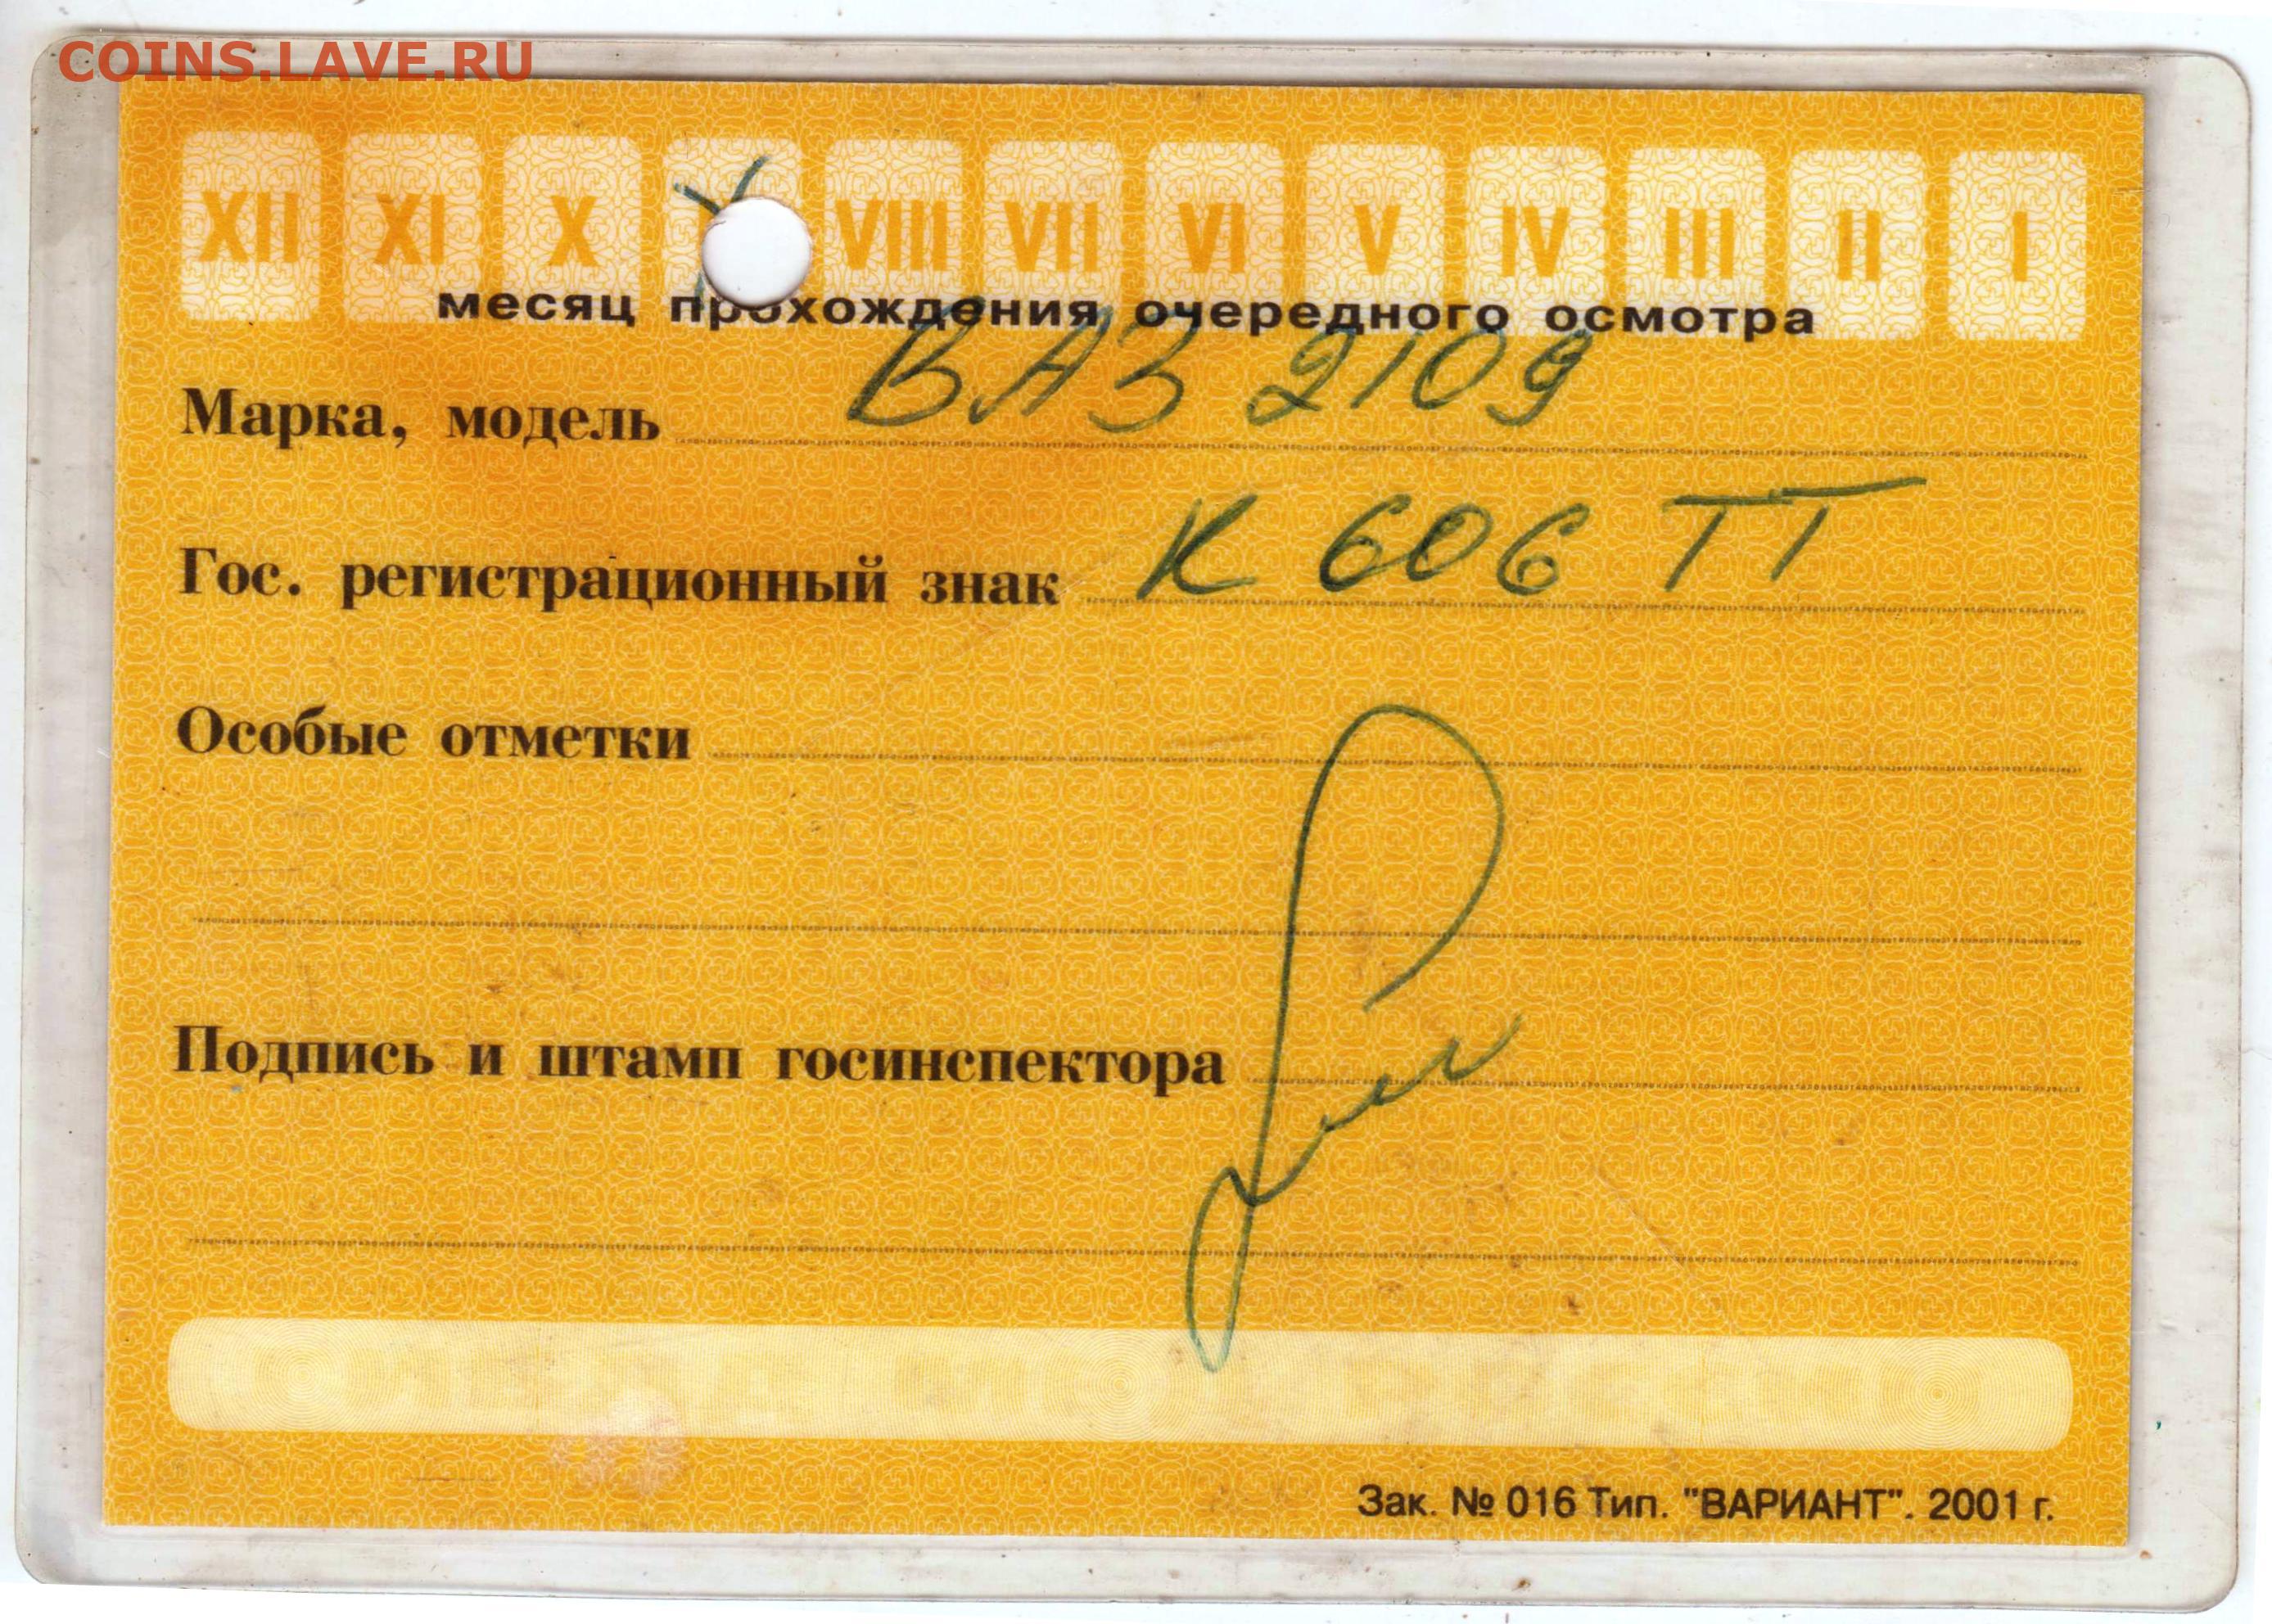 COINS.LAVE.RU
XII XI X VIII VII VI V IV III II I
месяц прохождения очередного осмотра
Марка, модель ВАЗ 2109
Гос. регистрационный знак К 606 ТТ
Особые отметки
Подпись и штамп госинспектора
Зак. № 016 Тип. "ВАРИАНТ". 2001 г.